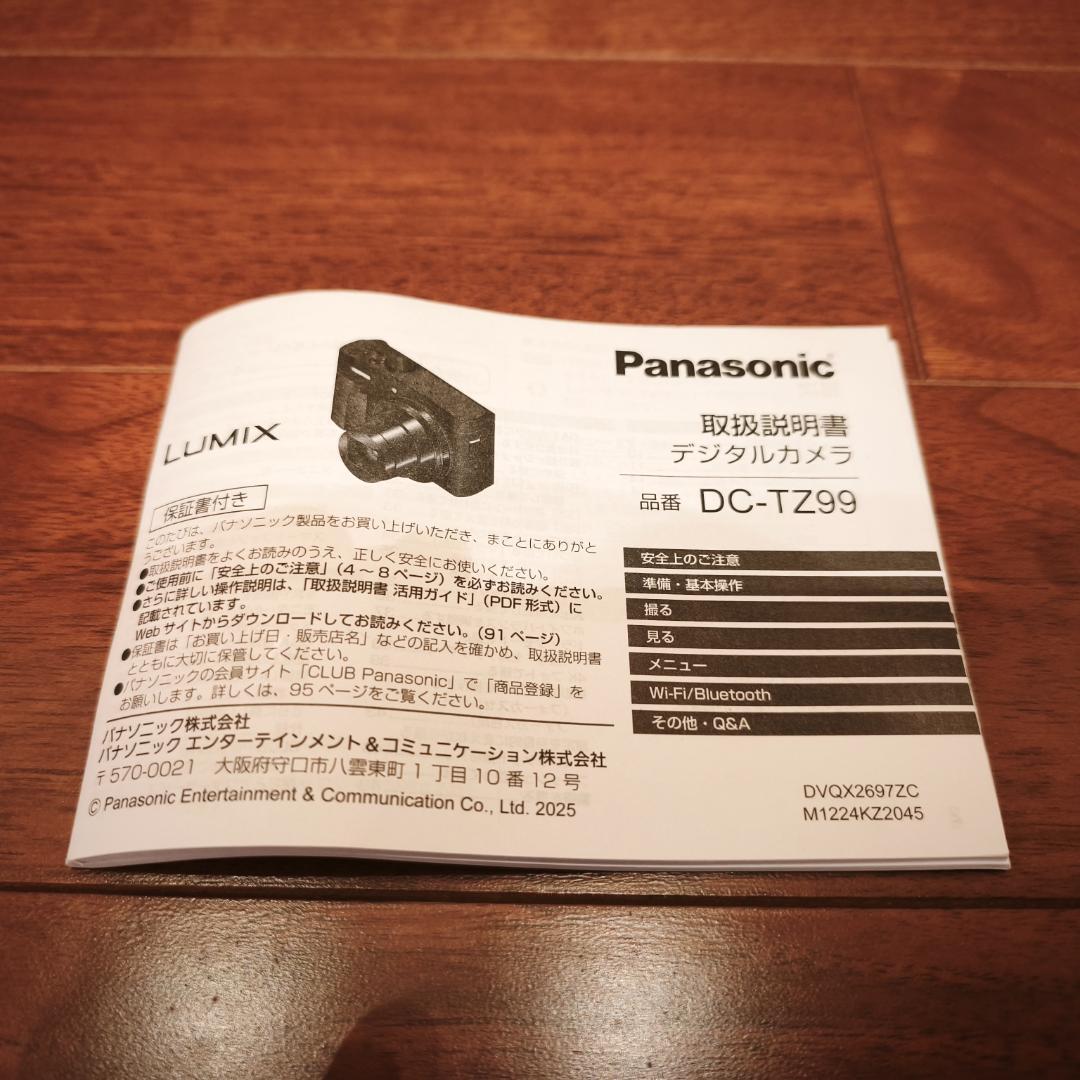 LUMIX
保証書付き
このたびは、パナソニック製品をお買い上げいただき、まことにありがと
うございます。
●取扱説明書をよくお読みのうえ、正しく安全にお使いください。
●ご使用前に「安全上のご注意」(4～8ページ)を必ずお読みください。
●さらに詳しい操作説明は、「取扱説明書 活用ガイド」(PDF形式)に
記載されています。
Webサイトからダウンロードしてお読みください。(91ページ)
●保証書は「お買い上げ日・販売店名」などの記入を確かめ、取扱説明書
とともに大切に保管してください。
●パナソニックの会員サイト「CLUB Panasonic」で「商品登録」を
お願いします。詳しくは、95ページをご覧ください。
パナソニック株式会社
パナソニック エンターテインメント&コミュニケーション株式会社
〒570-0021 大阪府守口市八雲東町1丁目10番12号
© Panasonic Entertainment & Communication Co., Ltd. 2025
Panasonic
取扱説明書
デジタルカメラ
品番 DC-TZ99
安全上のご注意
準備・基本操作
撮る
見る
メニュー
Wi-Fi/Bluetooth
その他・Q&A
DVQX2697ZC
M1224KZ2045